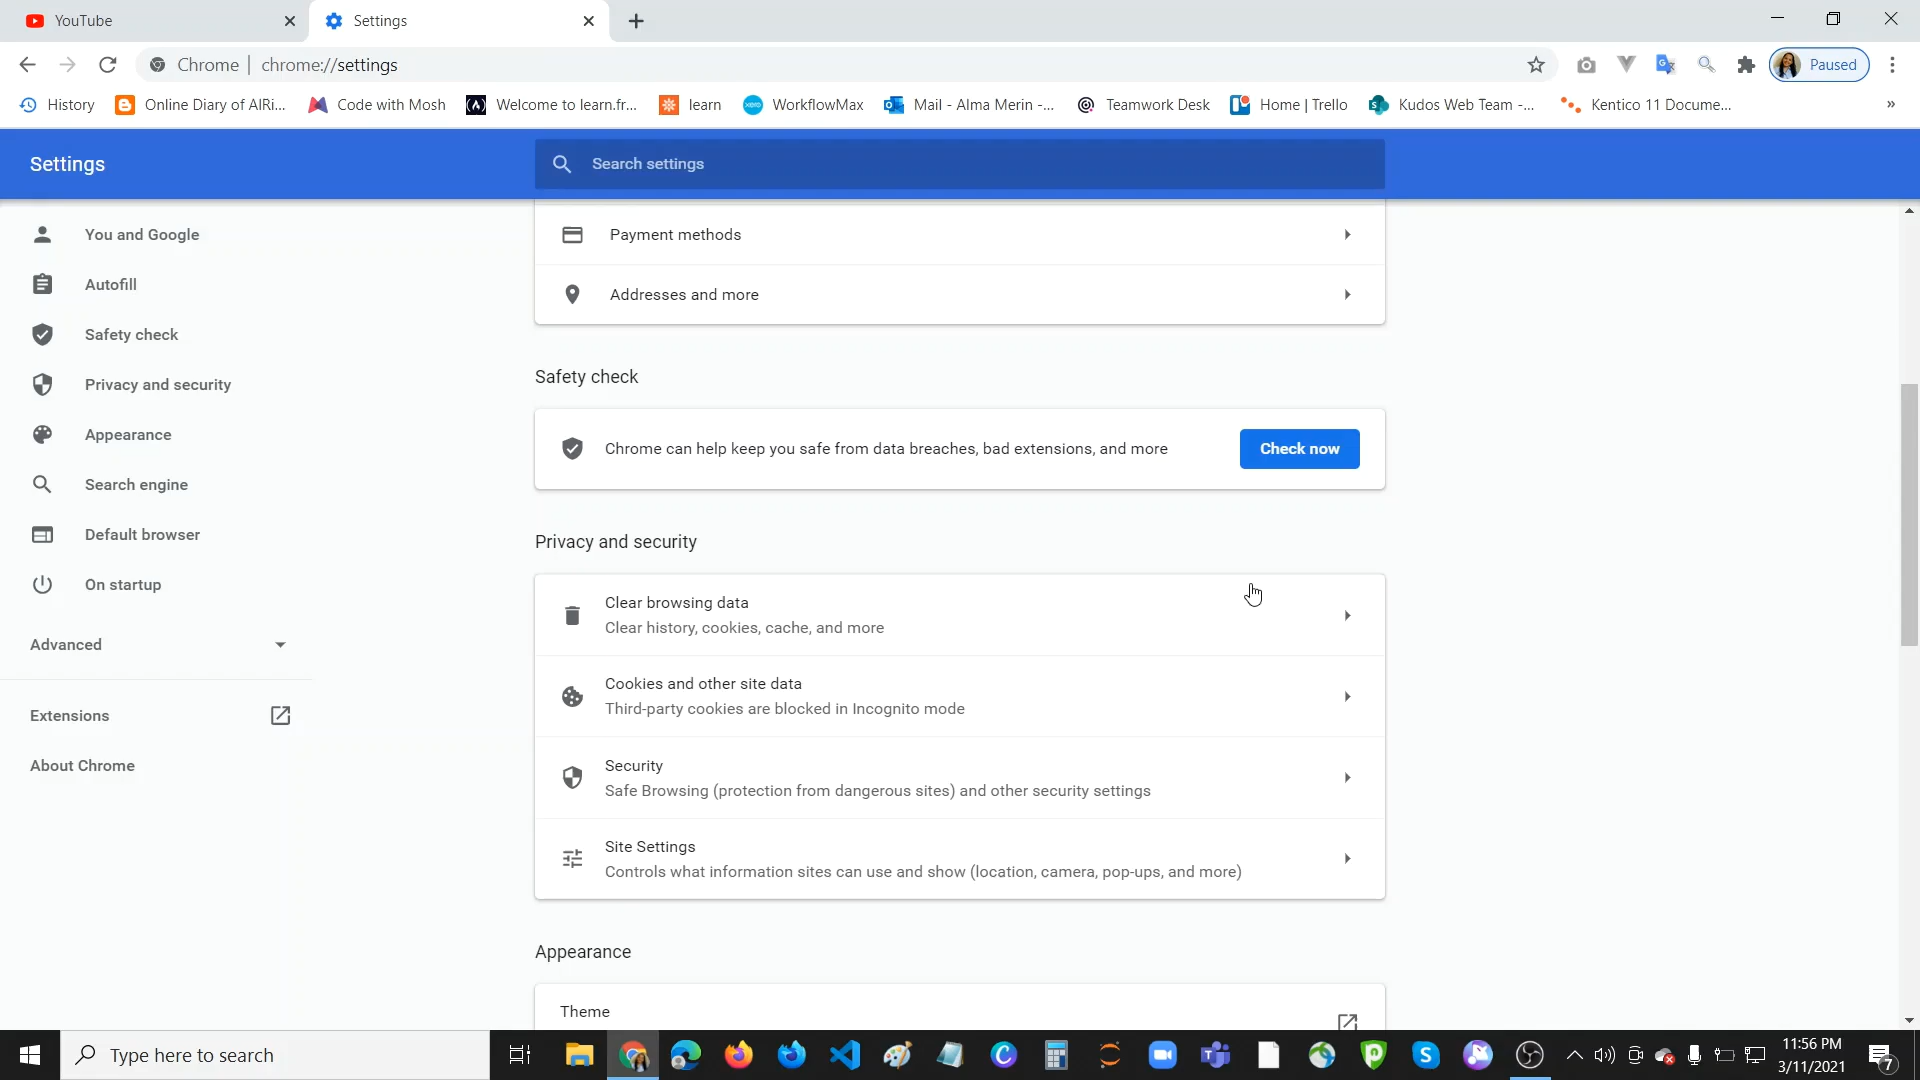 YouTube
Settings
Chrome | chrome://settings
Paused
History
Online Diary of AlRi...
Code with Mosh
Welcome to learn.fr...
learn
WorkflowMax
Mail - Alma Merin -...
Teamwork Desk
Home | Trello
Kudos Web Team -...
Kentico 11 Docume...
»
Settings
Search settings
You and Google
Autofill
Safety check
Privacy and security
Appearance
Search engine
Default browser
On startup
Advanced
Extensions
About Chrome
Payment methods
Addresses and more
Safety check
Chrome can help keep you safe from data breaches, bad extensions, and more
Check now
Privacy and security
Clear browsing data
Clear history, cookies, cache, and more
Cookies and other site data
Third-party cookies are blocked in Incognito mode
Security
Safe Browsing (protection from dangerous sites) and other security settings
Site Settings
Controls what information sites can use and show (location, camera, pop-ups, and more)
Appearance
Theme
Type here to search
11:56 PM
3/11/2021
7